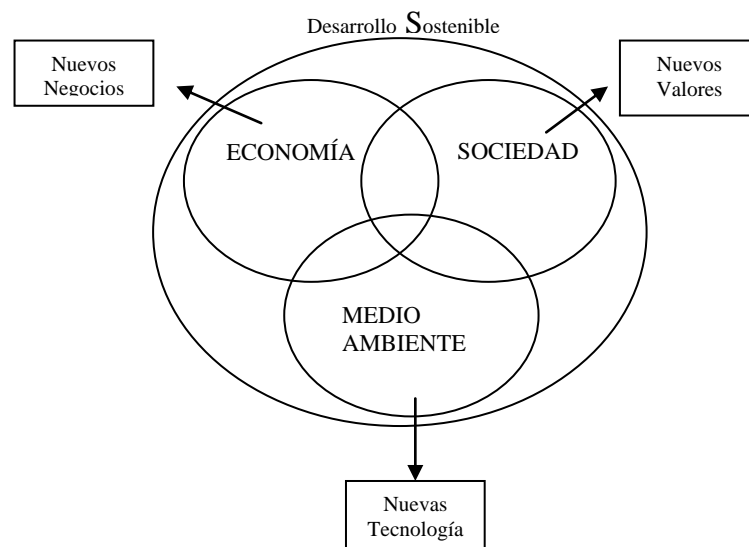 Desarrollo Sostenible
Nuevos
Negocios
Nuevos
Valores
ECONOMÍA
SOCIEDAD
MEDIO
AMBIENTE
Nuevas
Tecnología